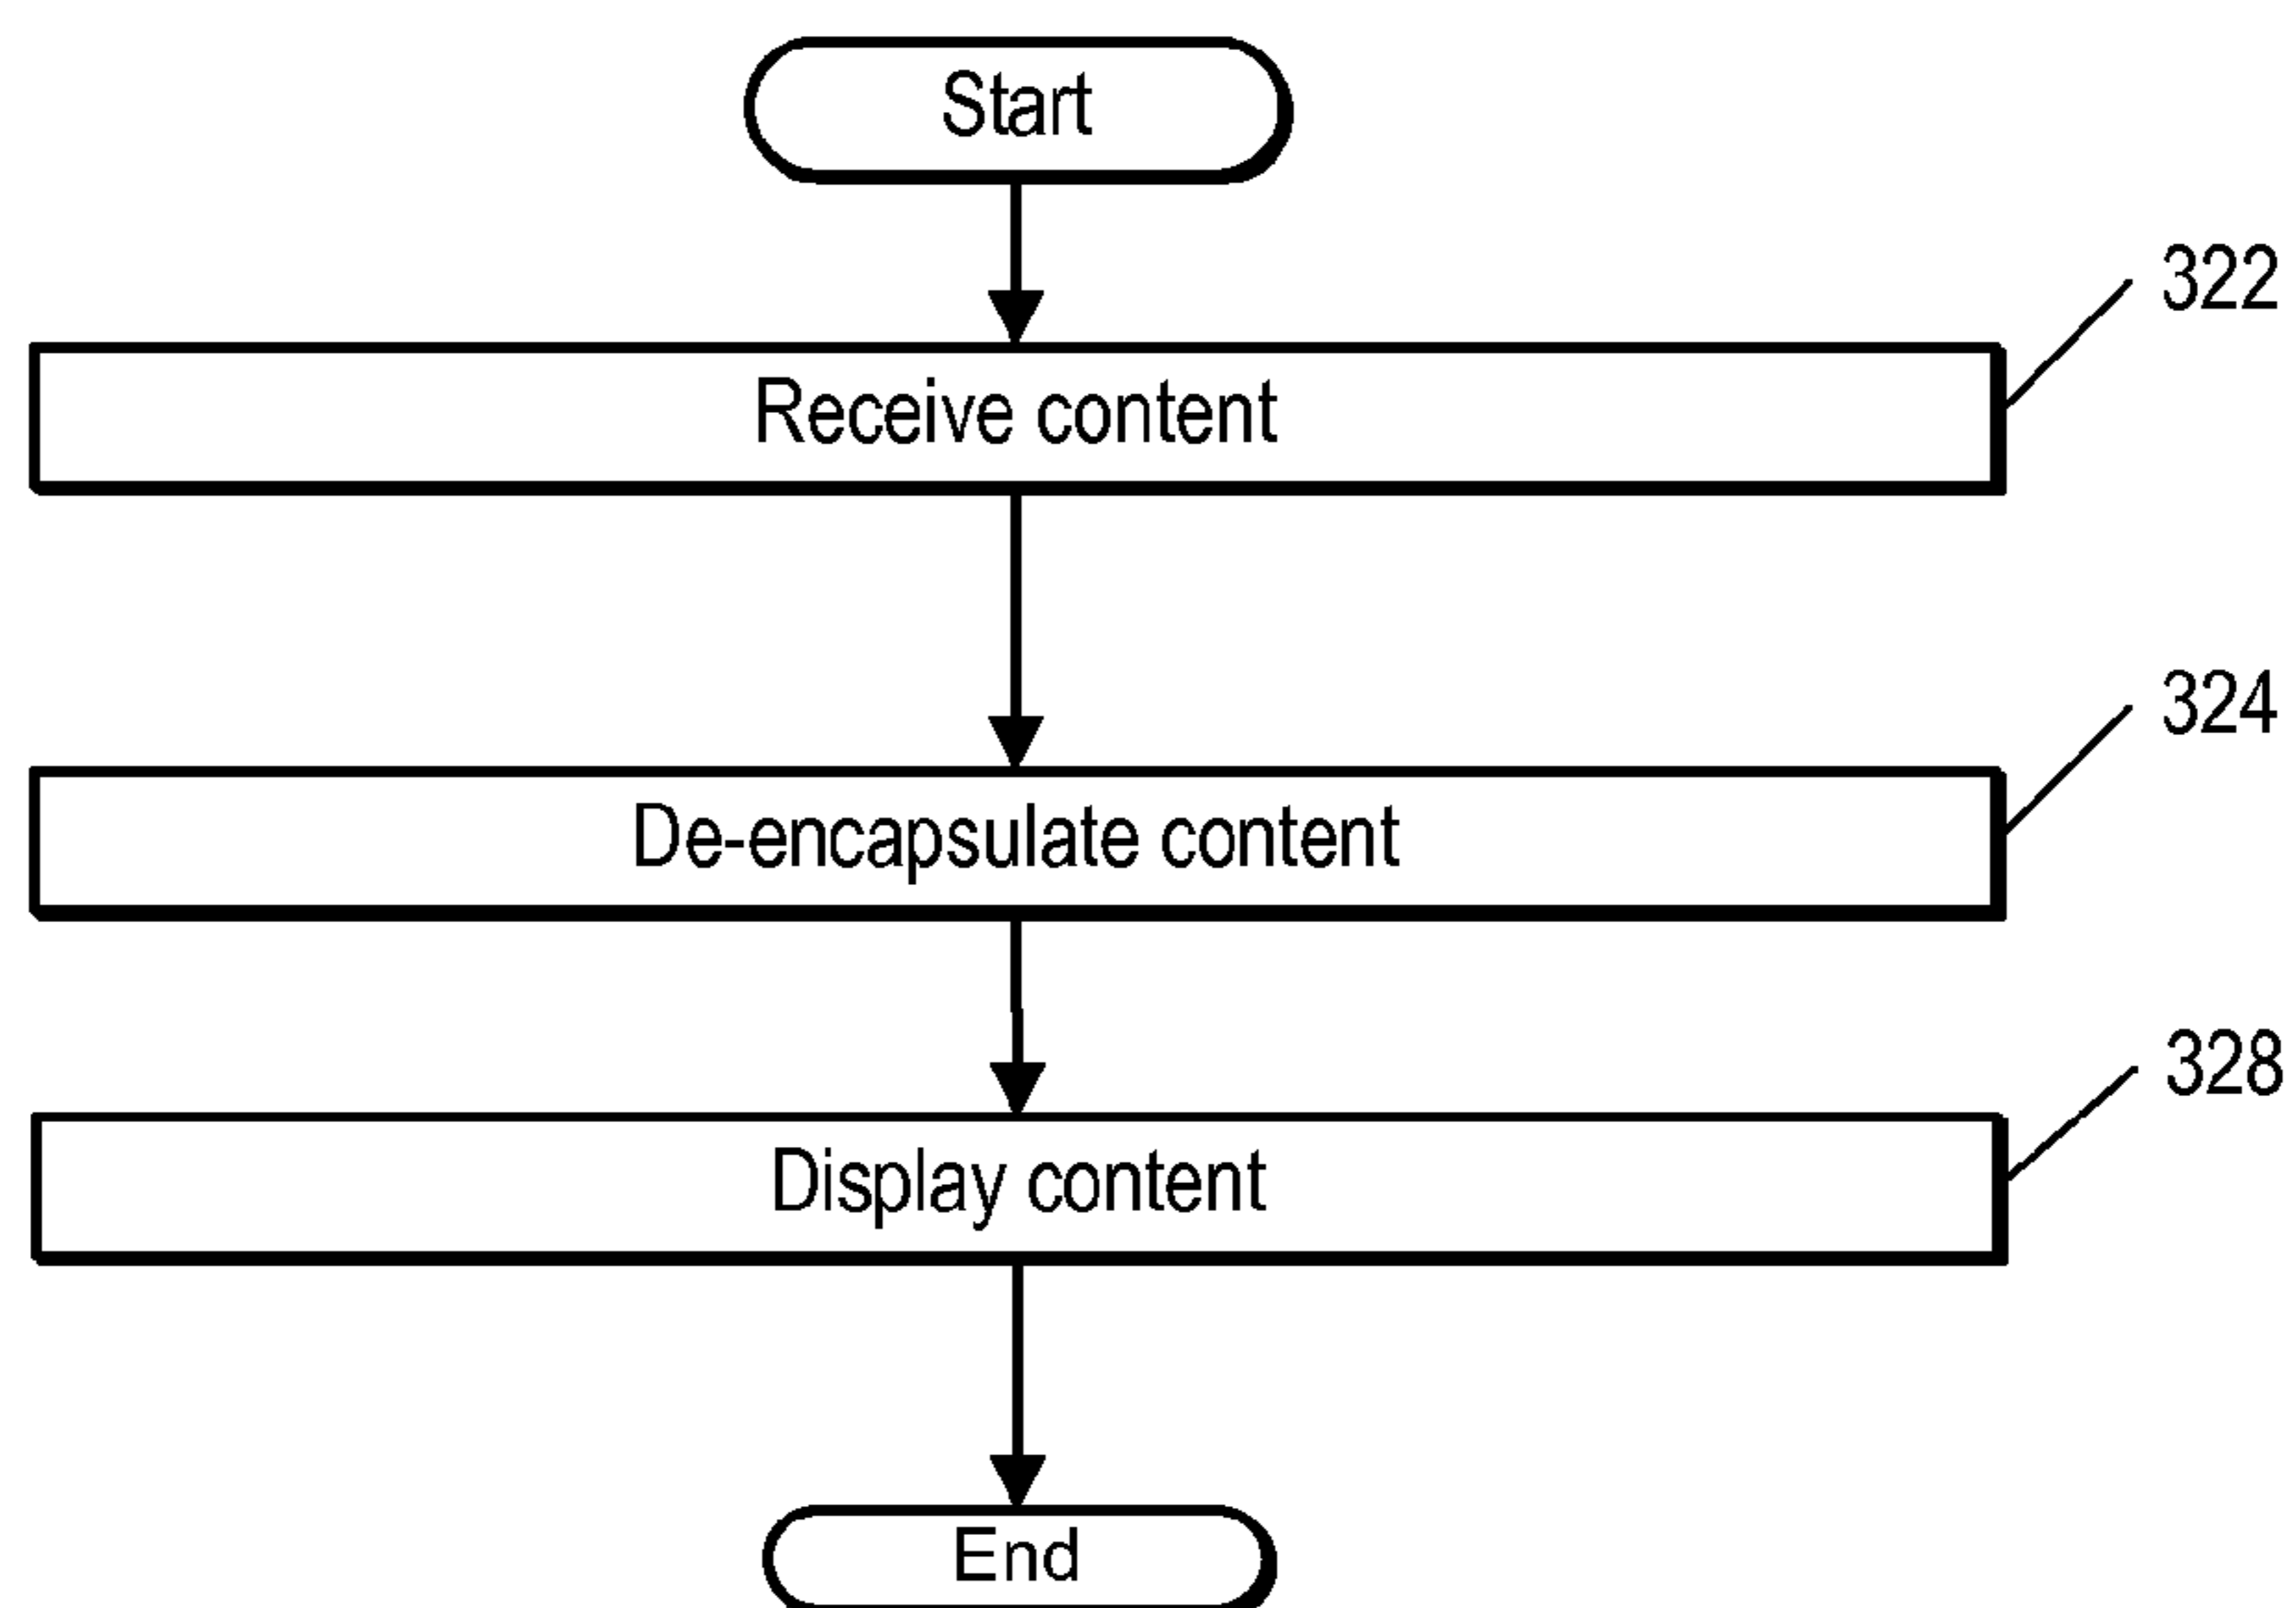 Start
322
Receive content
324
De-encapsulate content
328
Display content
End